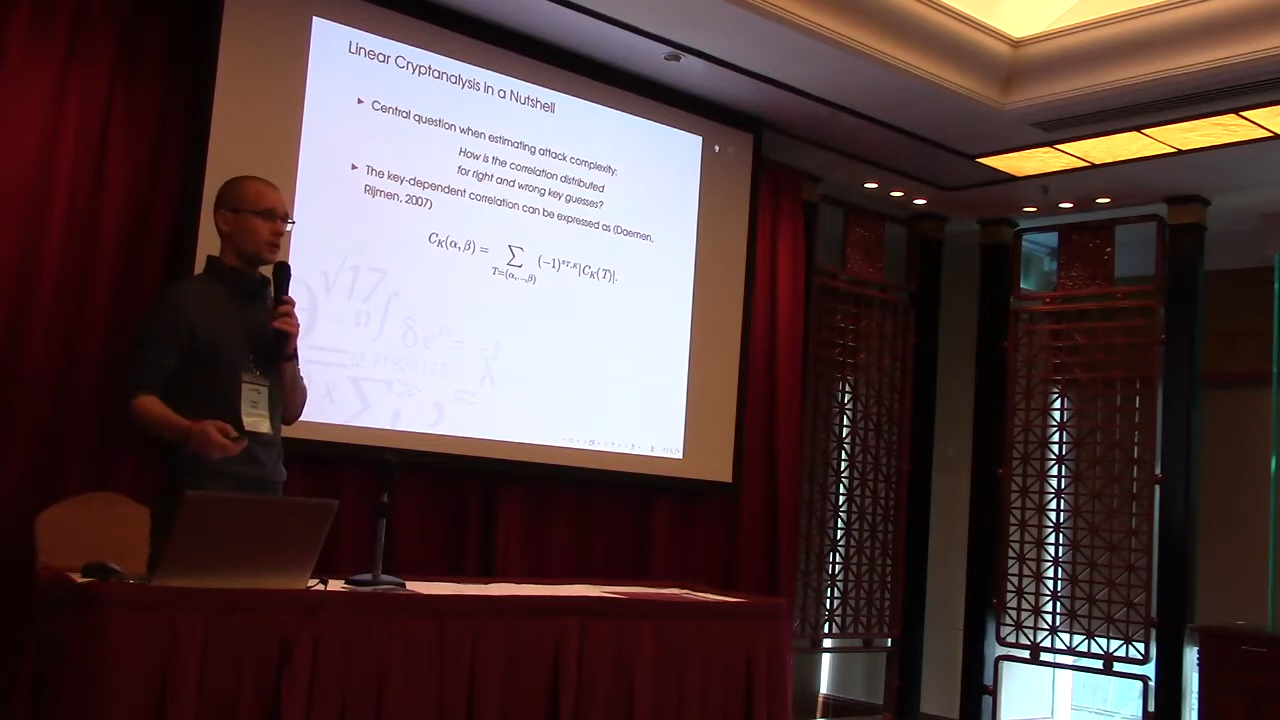 Linear Cryptanalysis in a Nutshell
Central question when estimating attack complexity:
How is the correlation distributed
for right and wrong key guesses?
The key-dependent correlation can be expressed as (Daemen,
Rijmen, 2007)
C_K(α, β) = ∑_{T=(α,...,β)} (-1)^{s_{T,K}} |C_K(T)|.
√17
Ω ∫ δ e